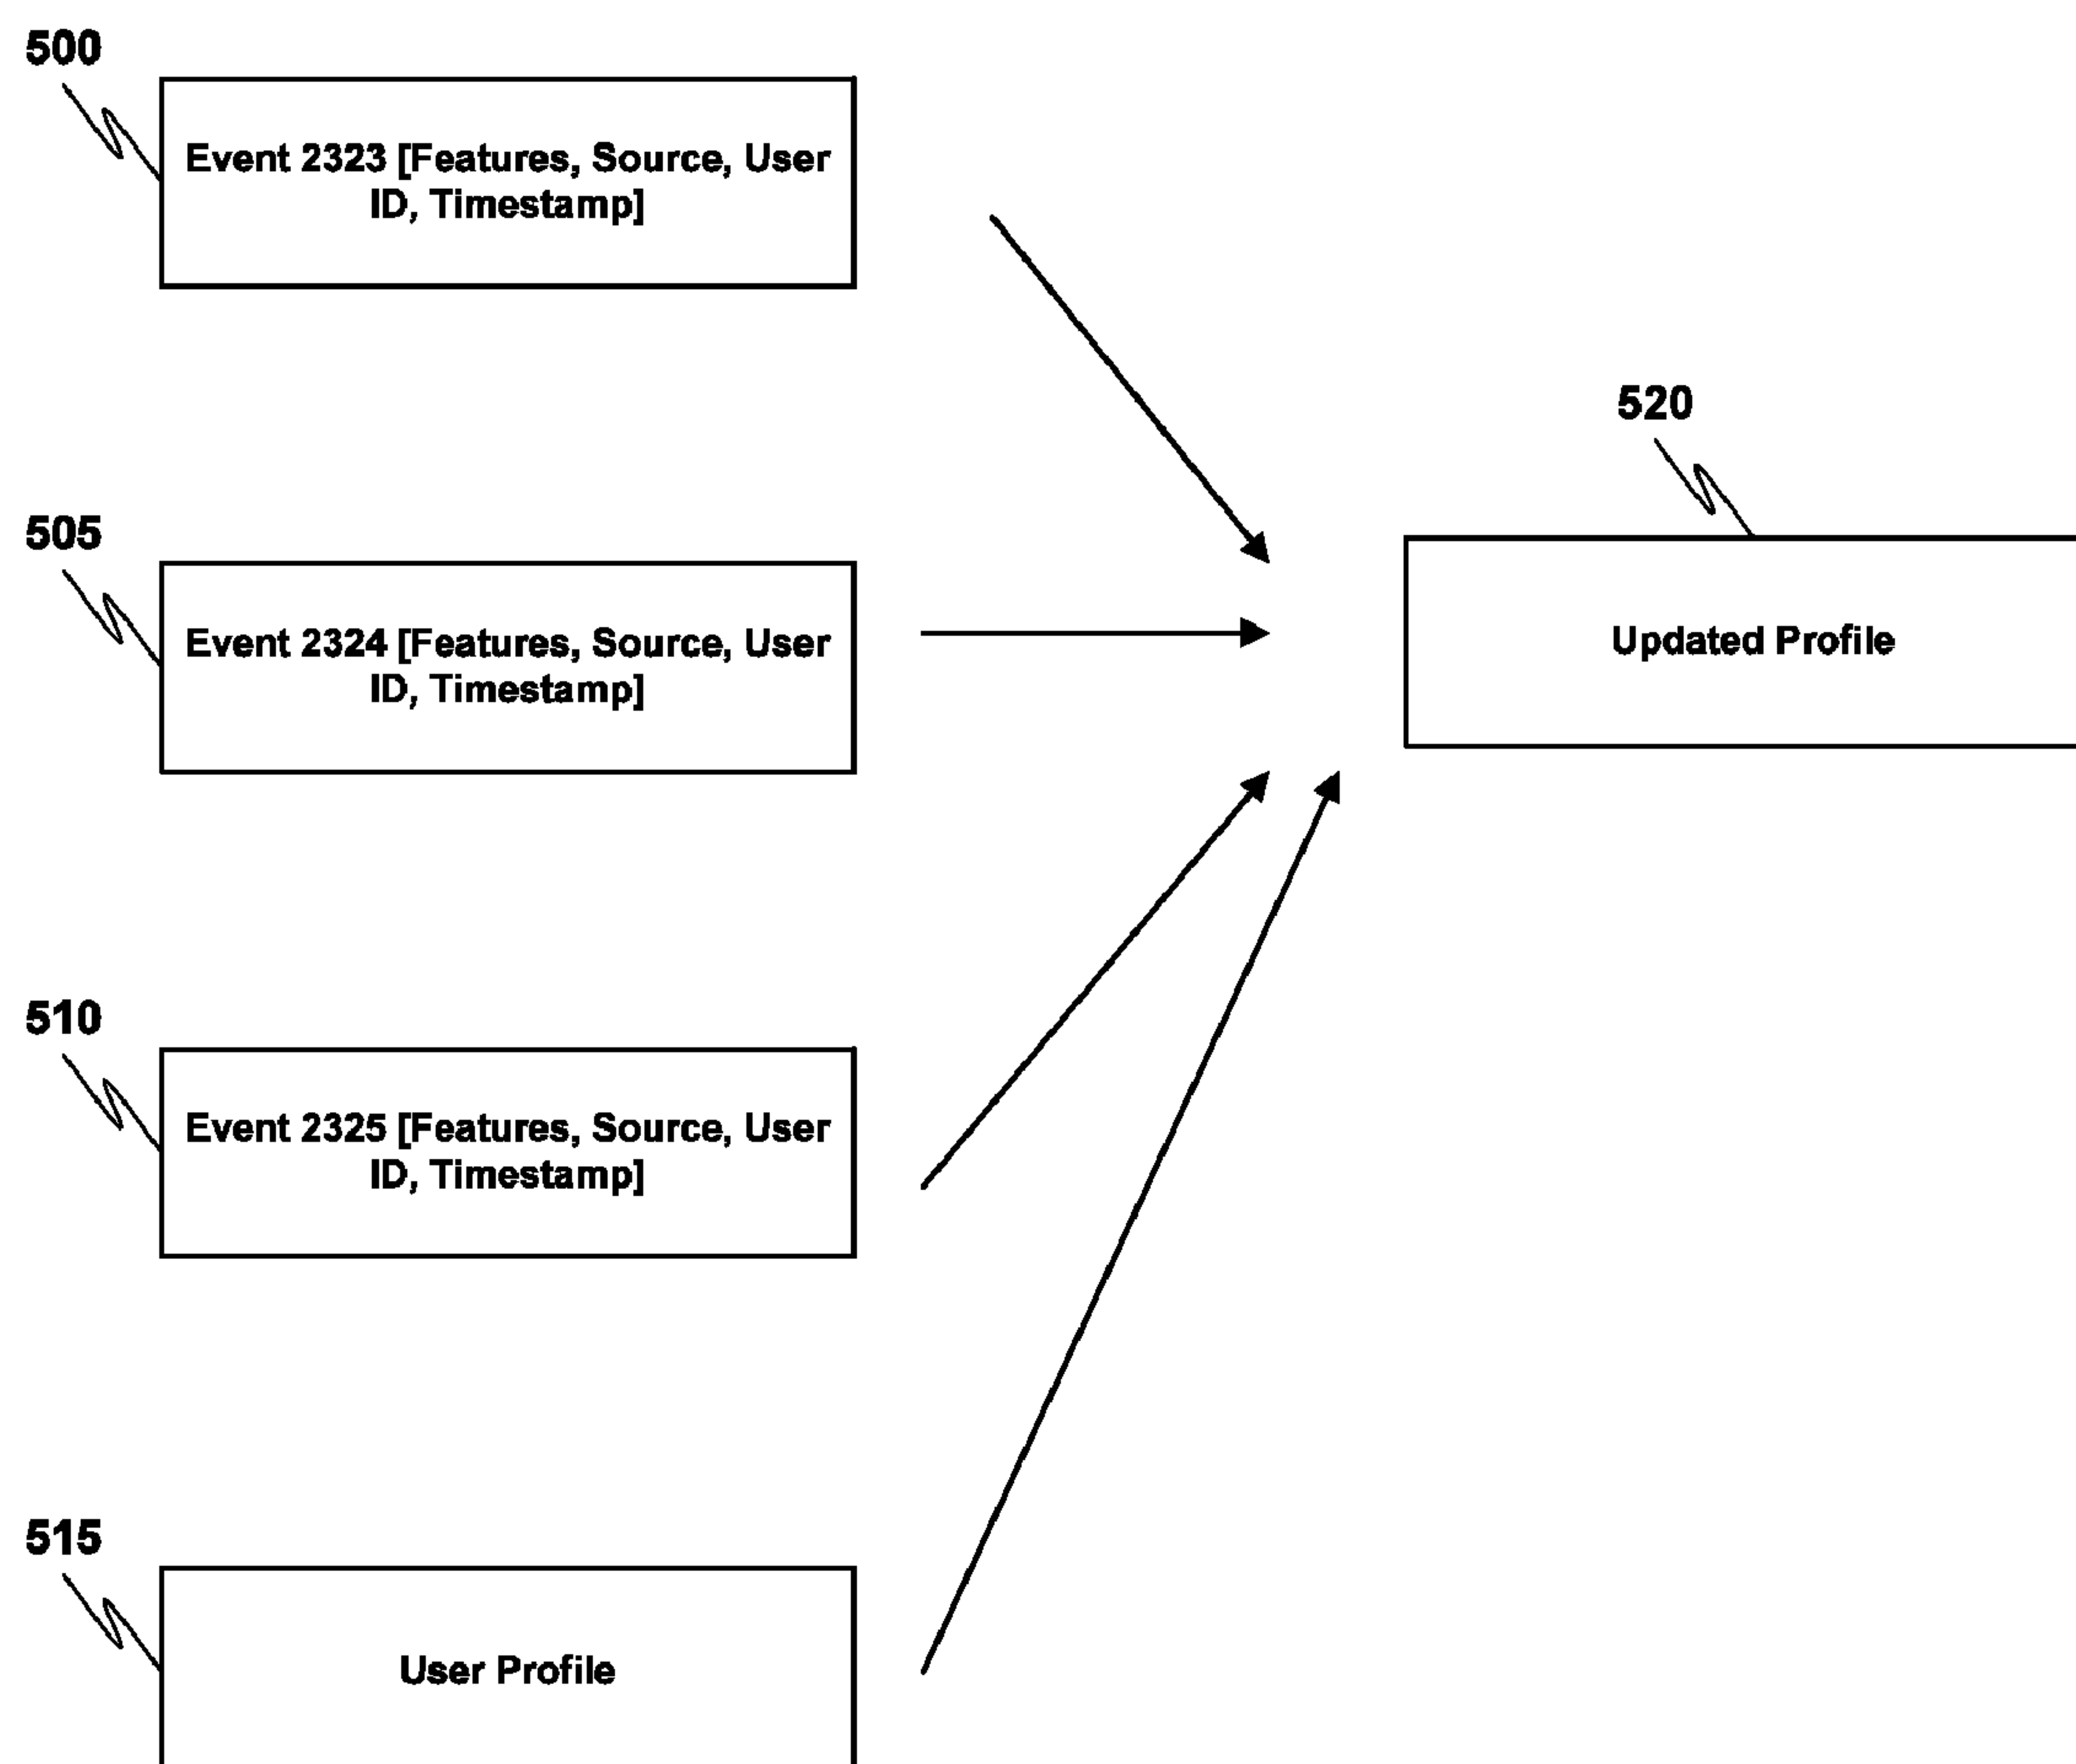 500
Event 2323 [Features, Source, User
ID, Timestamp]
520
505
Event 2324 [Features, Source, User
ID, Timestamp]
Updated Profile
510
Event 2325 [Features, Source, User
ID, Timestamp]
515
User Profile